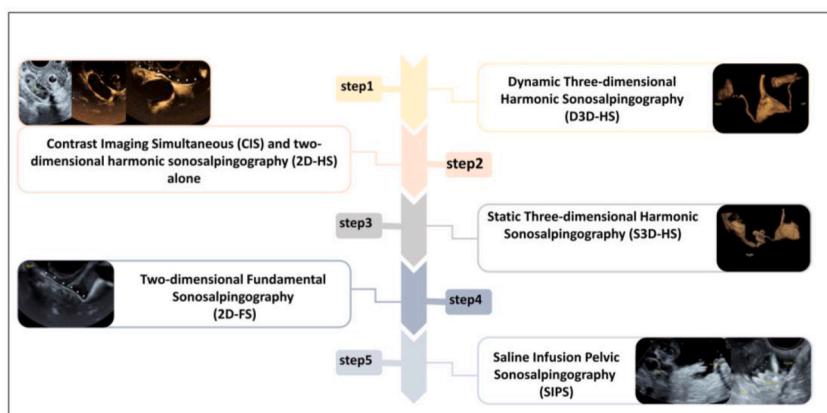 step1
Dynamic Three-dimensional
Harmonic Sonosalpingography
(D3D-HS)
Contrast Imaging Simultaneous (CIS) and two-
dimensional harmonic sonosalpingography (2D-HS)
alone
step2
step3
Static Three-dimensional Harmonic
Sonosalpingography (S3D-HS)
Two-dimensional Fundamental
Sonosalpingography
(2D-FS)
step4
step5
Saline Infusion Pelvic
Sonosalpingography
(SIPS)